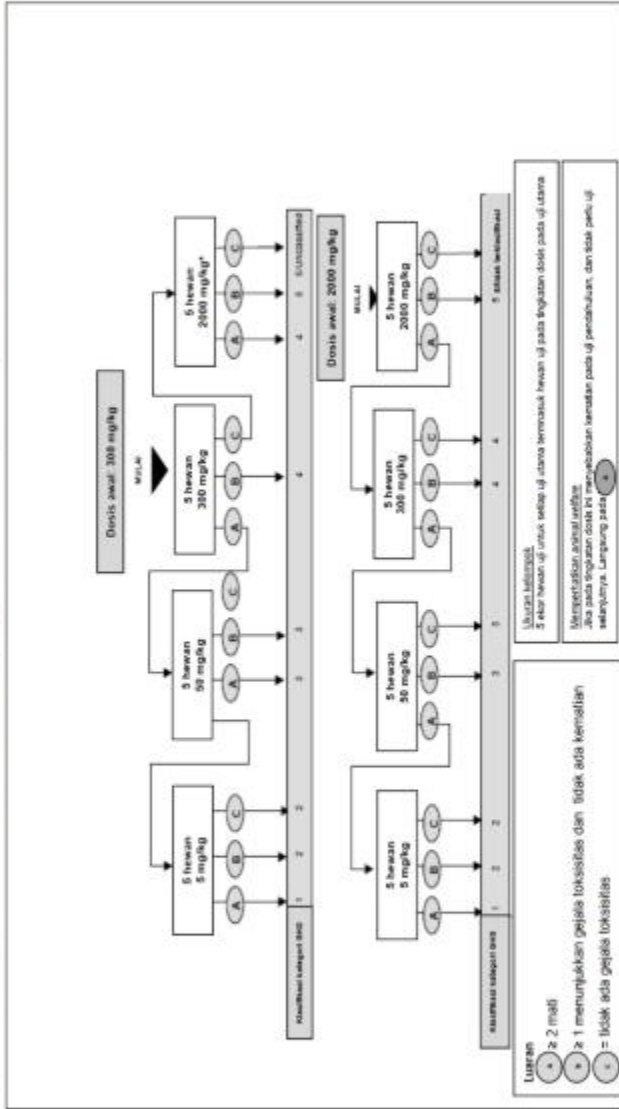 Dosis awal: 300 mg/kg
MULAI
5 hewan
5 mg/kg
5 hewan
50 mg/kg
5 hewan
300 mg/kg
5 hewan
2000 mg/kg*
A
B
C
A
B
C
A
B
C
A
B
C
Klasifikasi kategori GHS
1
2
2
3
3
4
4
5
5/Unclassified
Dosis awal: 2000 mg/kg
MULAI
5 hewan
5 mg/kg
5 hewan
50 mg/kg
5 hewan
300 mg/kg
5 hewan
2000 mg/kg
A
B
C
A
B
C
A
B
C
A
B
C
Klasifikasi kategori GHS
1
2
2
3
3
4
4
5
Luaran
≥ 2 mati
≥ 1 menunjukkan gejala toksisitas dan tidak ada kematian
= tidak ada gejala toksisitas
Ukuran kelompok
5 ekor hewan uji untuk setiap uji utama termasuk hewan uji pada tingkatan dosis pada uji utama
Memperhatikan animal welfare
Jika pada tingkatan dosis ini menyebabkan kematian pada uji pendahuluan, dan tidak perlu uji
selanjutnya. Langsung pada